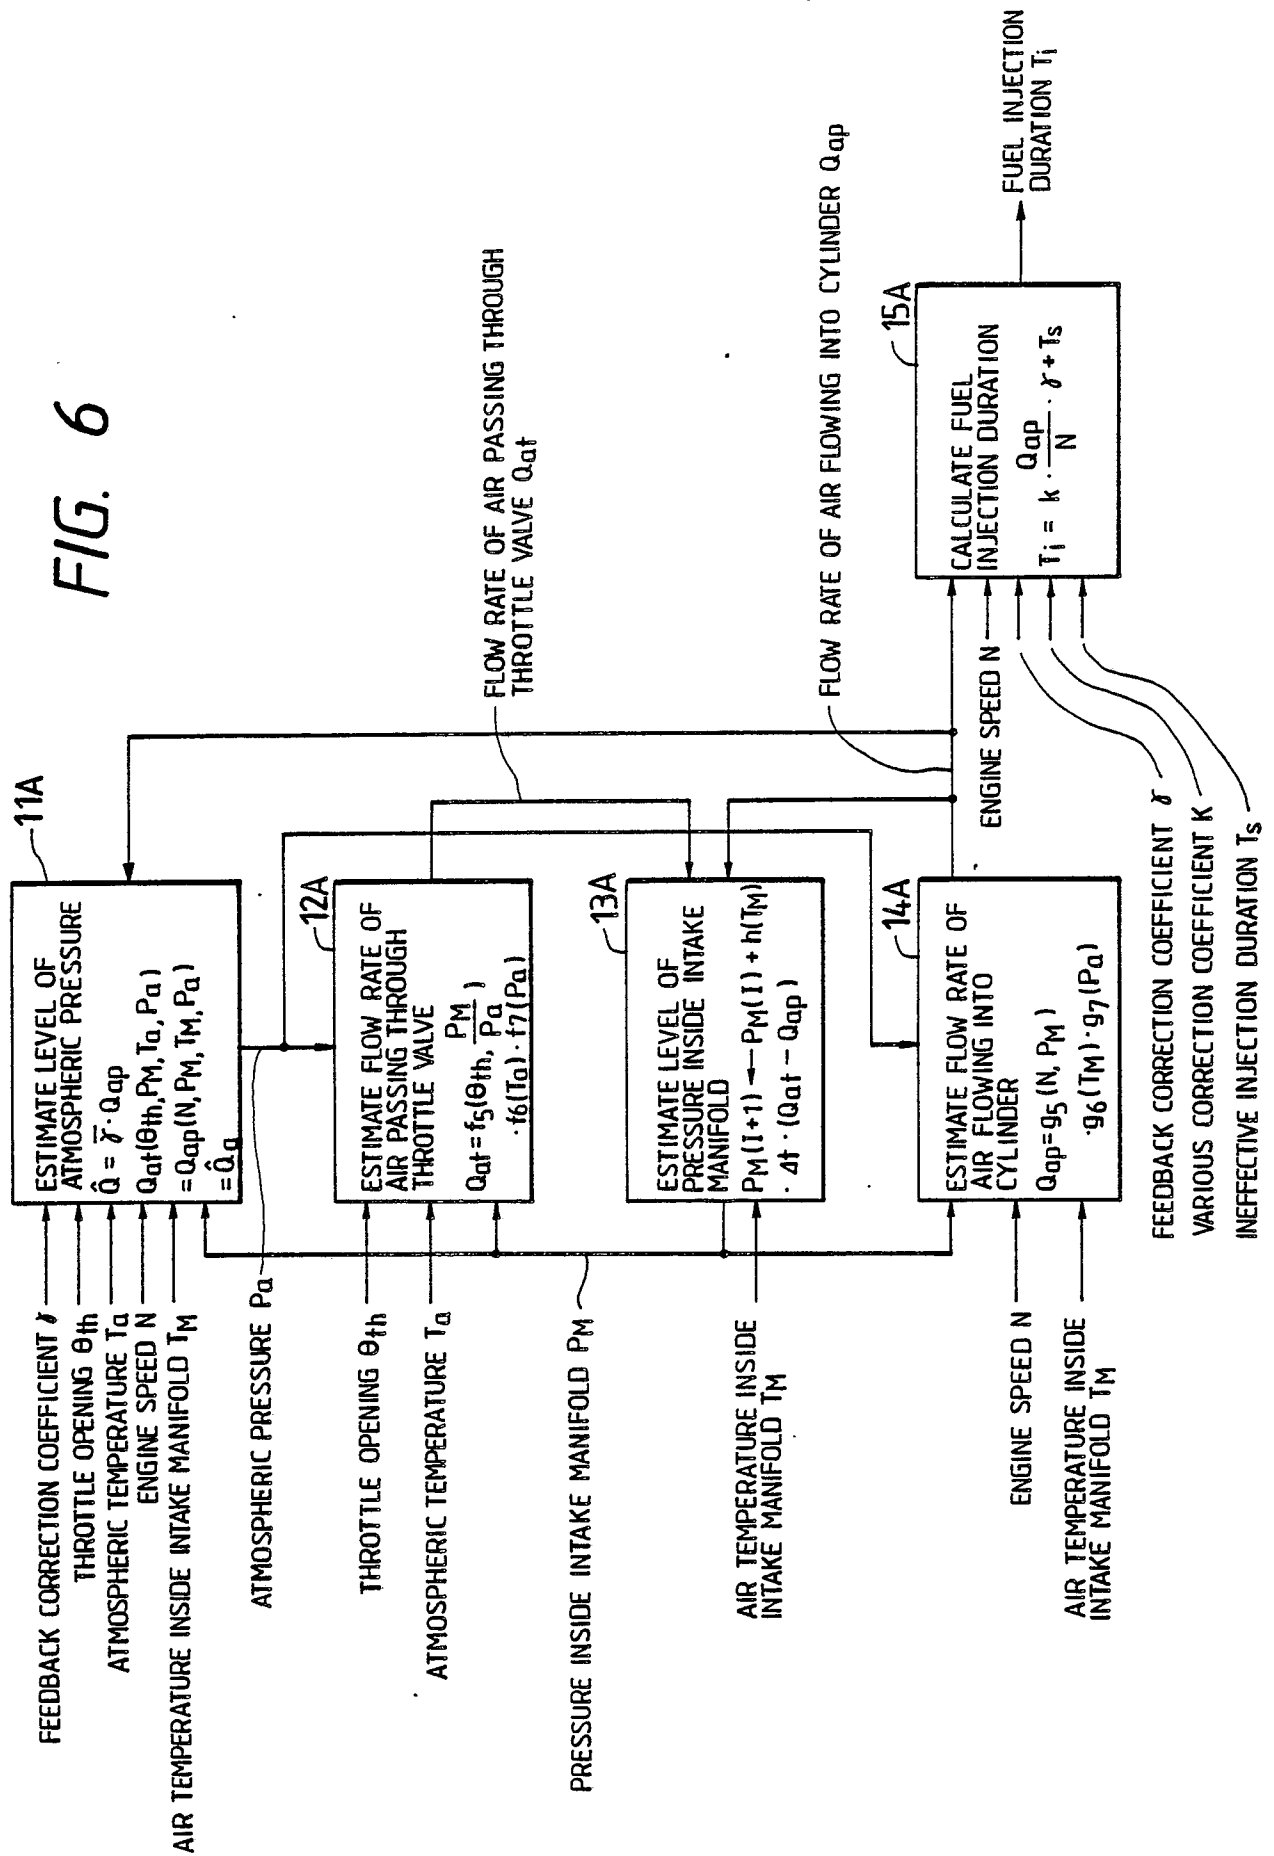 FIG. 6
FEEDBACK CORRECTION COEFFICIENT γ
THROTTLE OPENING θth
ATMOSPHERIC TEMPERATURE Ta
ENGINE SPEED N
AIR TEMPERATURE INSIDE INTAKE MANIFOLD TM
11A
ESTIMATE LEVEL OF
ATMOSPHERIC PRESSURE
Q̂ = γ̄ · Qap
Qat(θth, PM, Ta, Pa)
= Qap(N, PM, TM, Pa)
= Q̂a
ATMOSPHERIC PRESSURE Pa
THROTTLE OPENING θth
ATMOSPHERIC TEMPERATURE Ta
12A
ESTIMATE FLOW RATE OF
AIR PASSING THROUGH
THROTTLE VALVE
Qat = f5(θth, PM/Pa)
· f6(Ta) · f7(Pa)
FLOW RATE OF AIR PASSING THROUGH
THROTTLE VALVE Qat
PRESSURE INSIDE INTAKE MANIFOLD PM
AIR TEMPERATURE INSIDE
INTAKE MANIFOLD TM
13A
ESTIMATE LEVEL OF
PRESSURE INSIDE INTAKE
MANIFOLD
PM(I+1) ← PM(I) + h(TM)
· Δt · (Qat − Qap)
FLOW RATE OF AIR FLOWING INTO CYLINDER Qap
ENGINE SPEED N
AIR TEMPERATURE INSIDE
INTAKE MANIFOLD TM
14A
ESTIMATE FLOW RATE OF
AIR FLOWING INTO
CYLINDER
Qap = g5(N, PM)
· g6(TM) · g7(Pa)
ENGINE SPEED N
FEEDBACK CORRECTION COEFFICIENT γ
VARIOUS CORRECTION COEFFICIENT K
INEFFECTIVE INJECTION DURATION Ts
15A
CALCULATE FUEL
INJECTION DURATION
Ti = k · Qap/N · γ + Ts
FUEL INJECTION
DURATION Ti